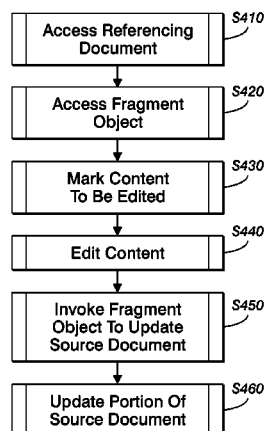 S410
Access Referencing
Document
S420
Access Fragment
Object
S430
Mark Content
To Be Edited
S440
Edit Content
S450
Invoke Fragment
Object To Update
Source Document
S460
Update Portion Of
Source Document